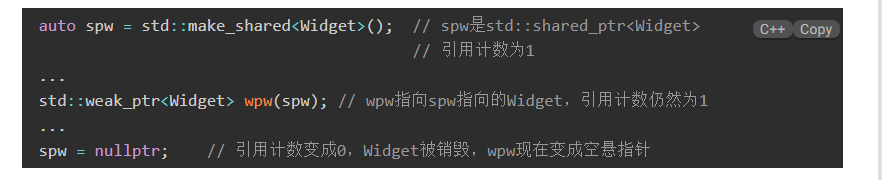 auto spw = std::make_shared<Widget>();  // spw是std::shared_ptr<Widget>
C++ Copy
// 引用计数为1
...
std::weak_ptr<Widget> wpw(spw); // wpw指向spw指向的Widget，引用计数仍然为1
...
spw = nullptr;    // 引用计数变成0，Widget被销毁，wpw现在变成空悬指针